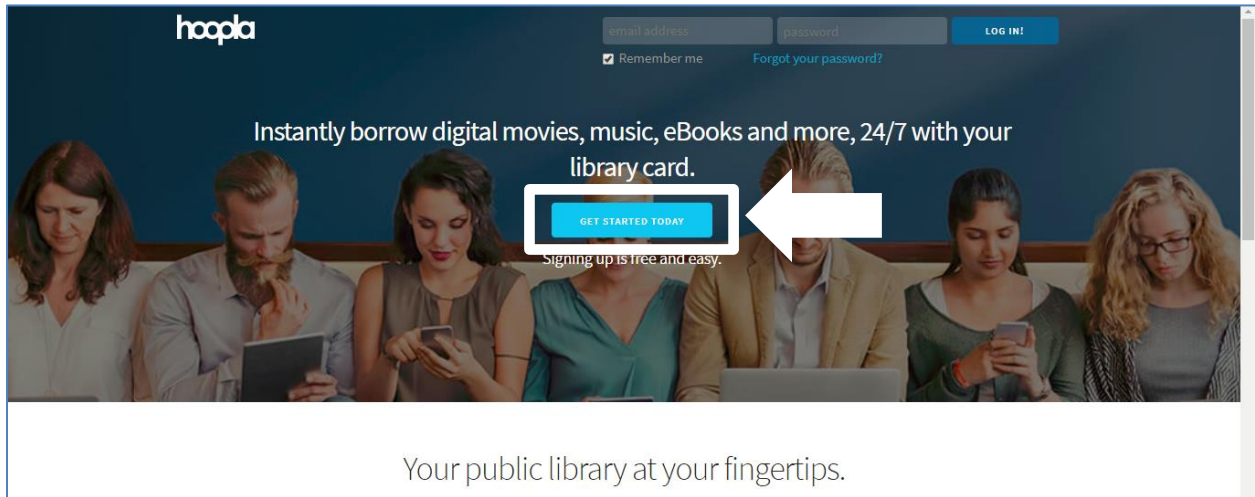 hoopla
email address
password
LOG IN!
Remember me
Forgot your password?
Instantly borrow digital movies, music, eBooks and more, 24/7 with your
library card.
GET STARTED TODAY
Signing up is free and easy.
Your public library at your fingertips.